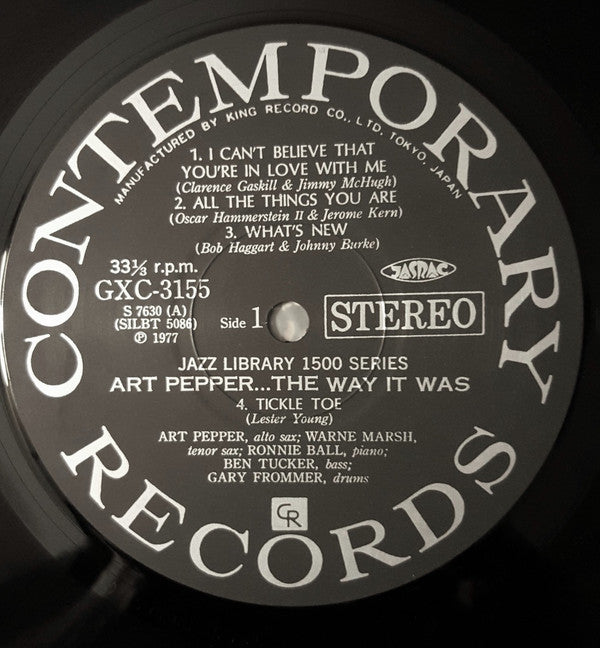 CONTEMPORARY
MANUFACTURED BY KING RECORD CO., LTD. TOKYO, JAPAN
1. I CAN'T BELIEVE THAT
YOU'RE IN LOVE WITH ME
(Clarence Gaskill & Jimmy McHugh)
2. ALL THE THINGS YOU ARE
(Oscar Hammerstein II & Jerome Kern)
3. WHAT'S NEW
(Bob Haggart & Johnny Burke)
33⅓ r.p.m.
GXC-3155
S 7630 (A)
(SILBT 5086)
℗ 1977
Side 1
JASRAC
STEREO
JAZZ LIBRARY 1500 SERIES
ART PEPPER...THE WAY IT WAS
4. TICKLE TOE
(Lester Young)
ART PEPPER, alto sax; WARNE MARSH,
tenor sax; RONNIE BALL, piano;
BEN TUCKER, bass;
GARY FROMMER, drums
CR
RECORDS